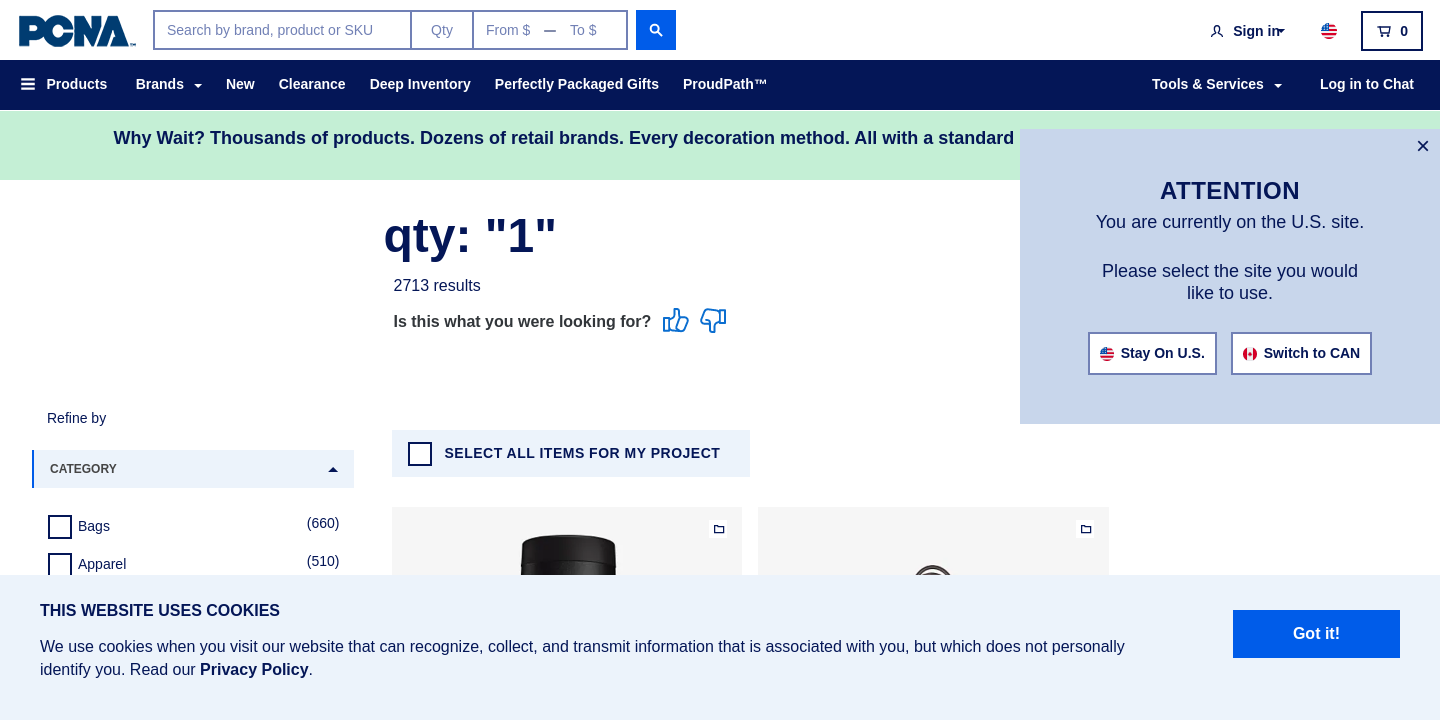 PCNA™
Search by brand, product or SKU
Qty
From $ — To $
Sign in
0
Products
Brands
New
Clearance
Deep Inventory
Perfectly Packaged Gifts
ProudPath™
Tools & Services
Log in to Chat
Why Wait? Thousands of products. Dozens of retail brands. Every decoration method. All with a standard
×
ATTENTION
You are currently on the U.S. site.
Please select the site you would
like to use.
Stay On U.S.
Switch to CAN
qty: "1"
2713 results
Is this what you were looking for?
Refine by
CATEGORY
Bags (660)
Apparel (510)
SELECT ALL ITEMS FOR MY PROJECT
THIS WEBSITE USES COOKIES
We use cookies when you visit our website that can recognize, collect, and transmit information that is associated with you, but which does not personally
identify you. Read our Privacy Policy.
Got it!